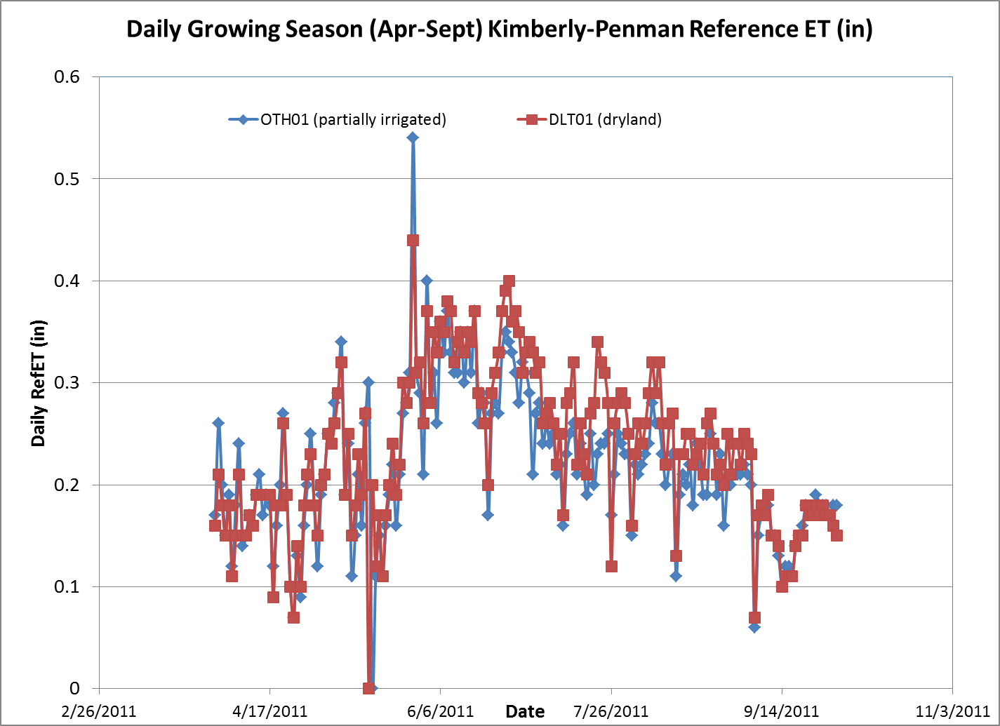 Daily Growing Season (Apr-Sept) Kimberly-Penman Reference ET (in)
0.6
OTH01 (partially irrigated) DLT01 (dryland)
0.5
0.4
Daily RefET (in)
0.3
0.2
0.1
0
2/26/2011 4/17/2011 6/6/2011 Date 7/26/2011 9/14/2011 11/3/2011